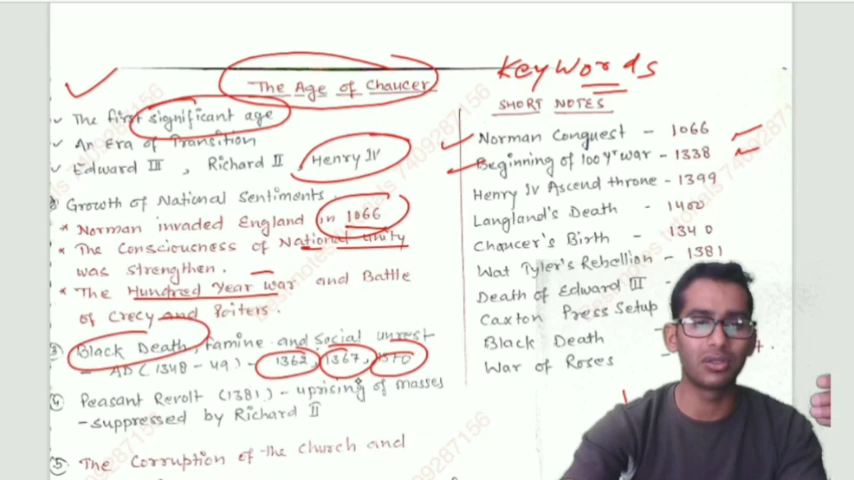 The Age of Chaucer
The first significant age
An Era of Transition
Edward III, Richard II, Henry IV
Growth of National Sentiments
* Norman invaded England in 1066
* The Consciousness of National Unity
was strengthen.
* The Hundred Year war and Battle
of Crecy and Poiters.
③ Black Death, Famine and Social unrest
- AD (1348-49) - 1362, 1367, 1370
④ Peasant Revolt (1381) - uprising of masses
- suppressed by Richard II
⑤ The Corruption of the Church and
Keywords
SHORT NOTES
Norman Conquest - 1066
Beginning of 100 Yr war - 1338
Henry IV Ascend throne - 1399
Langland's Death - 1400
Chaucer's Birth - 1340
Wat Tyler's Rebellion - 1381
Death of Edward III -
Caxton Press Setup
Black Death
War of Roses -
7409287156